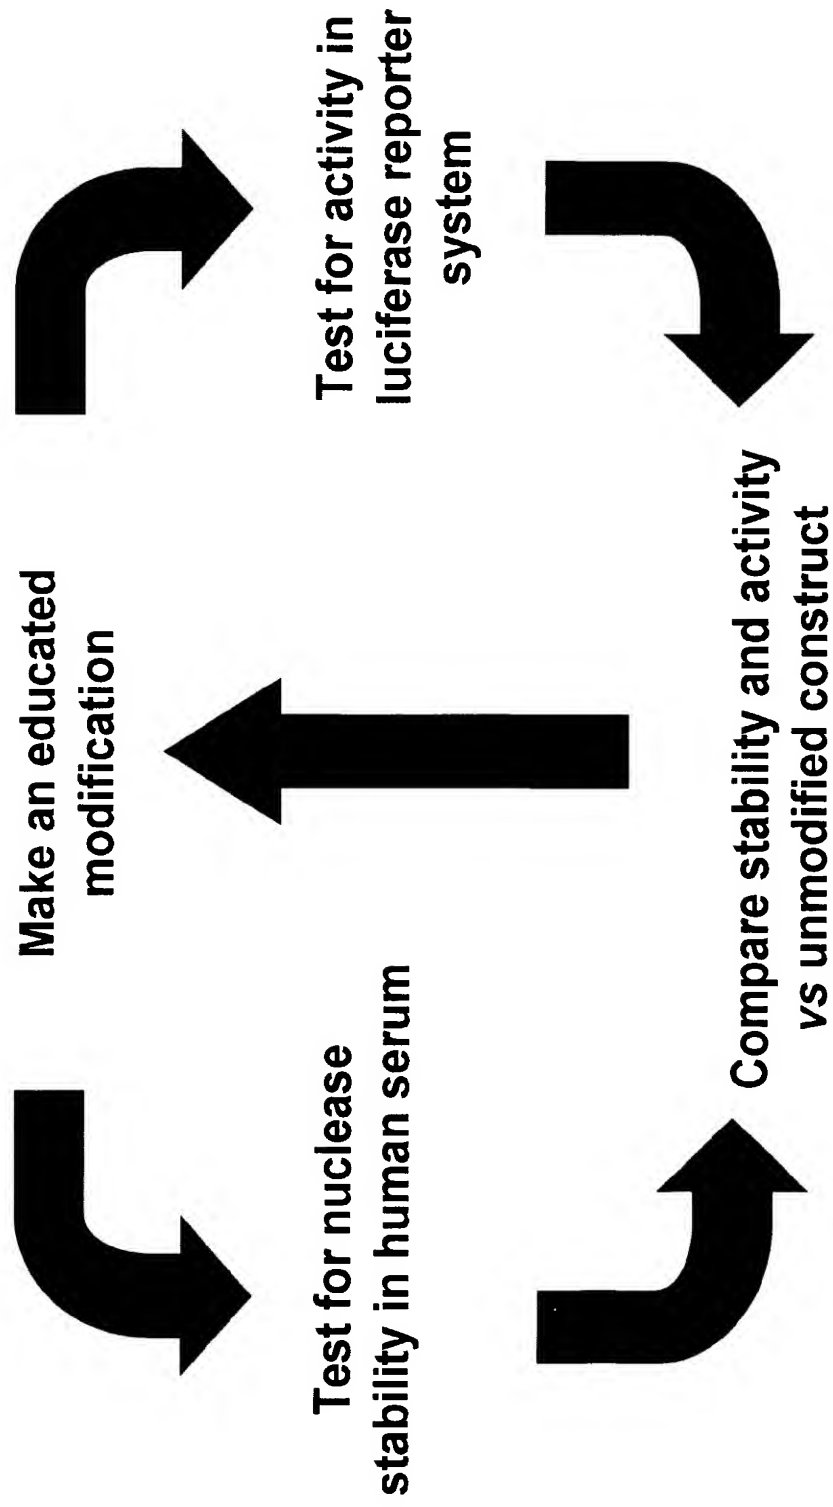 Make an educated
modification
Test for nuclease
stability in human serum
Test for activity in
luciferase reporter
system
Compare stability and activity
vs unmodified construct